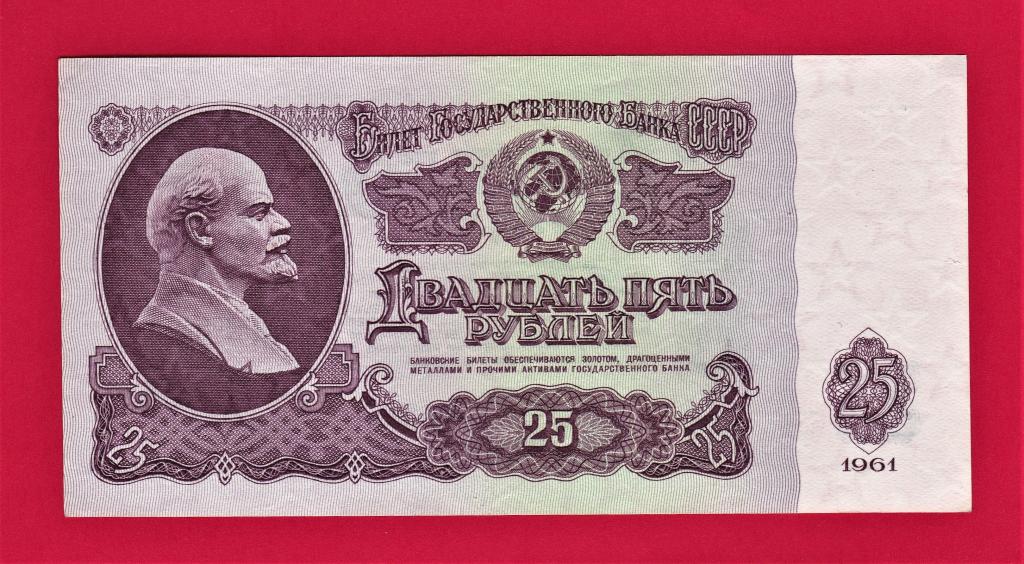 Билет Государственного Банка СССР
Двадцать пять
рублей
БАНКОВСКИЕ БИЛЕТЫ ОБЕСПЕЧИВАЮТСЯ ЗОЛОТОМ, ДРАГОЦЕННЫМИ
МЕТАЛЛАМИ И ПРОЧИМИ АКТИВАМИ ГОСУДАРСТВЕННОГО БАНКА
25
25
25
25
1961